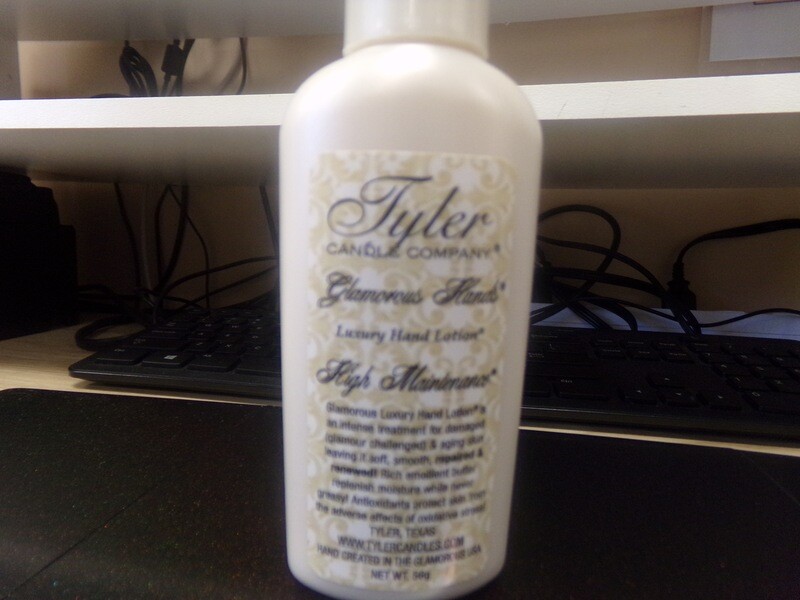 Tyler
CANDLE COMPANY®
Glamorous Hands®
Luxury Hand Lotion®
High Maintenance®
Glamorous Luxury Hand Lotion® is
an intense treatment for damaged
(glamour challenged) & aging skin
leaving it soft, smooth, repaired &
renewed! Rich emollient butter
replenish moisture while never
greasy! Antioxidants protect skin from
the adverse effects of oxidative stress!
TYLER, TEXAS
WWW.TYLERCANDLES.COM
HAND CREATED IN THE GLAMOROUS USA
NET WT.